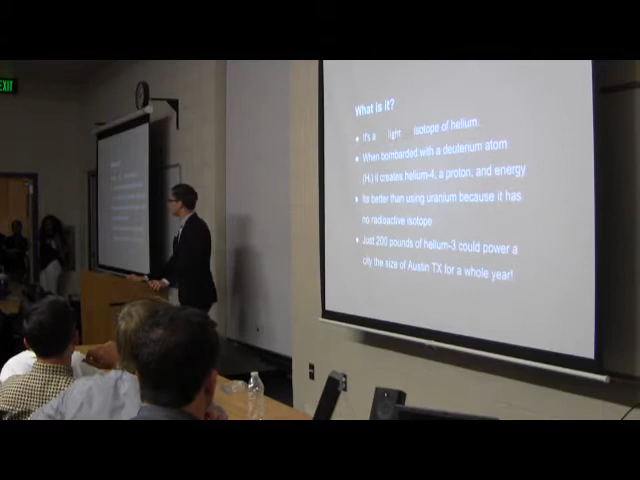 EXIT
What is it?
It's a light isotope of helium.
When bombarded with a deuterium atom
(H₂) it creates helium-4, a proton, and energy
Its better than using uranium because it has
no radioactive isotope
Just 200 pounds of helium-3 could power a
city the size of Austin TX for a whole year!